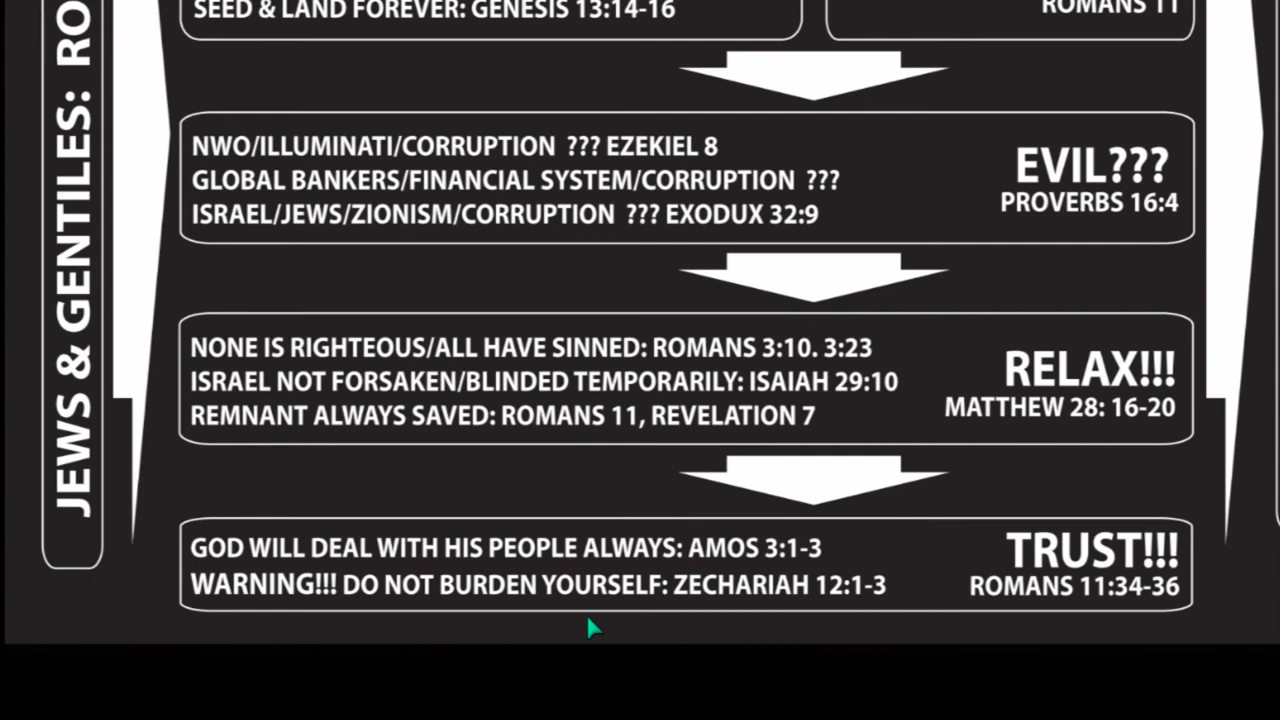 SEED & LAND FOREVER: GENESIS 13:14-16
ROMANS 11
JEWS & GENTILES: RO
NWO/ILLUMINATI/CORRUPTION ??? EZEKIEL 8
GLOBAL BANKERS/FINANCIAL SYSTEM/CORRUPTION ???
ISRAEL/JEWS/ZIONISM/CORRUPTION ??? EXODUX 32:9
EVIL???
PROVERBS 16:4
NONE IS RIGHTEOUS/ALL HAVE SINNED: ROMANS 3:10. 3:23
ISRAEL NOT FORSAKEN/BLINDED TEMPORARILY: ISAIAH 29:10
REMNANT ALWAYS SAVED: ROMANS 11, REVELATION 7
RELAX!!!
MATTHEW 28: 16-20
GOD WILL DEAL WITH HIS PEOPLE ALWAYS: AMOS 3:1-3
WARNING!!! DO NOT BURDEN YOURSELF: ZECHARIAH 12:1-3
TRUST!!!
ROMANS 11:34-36